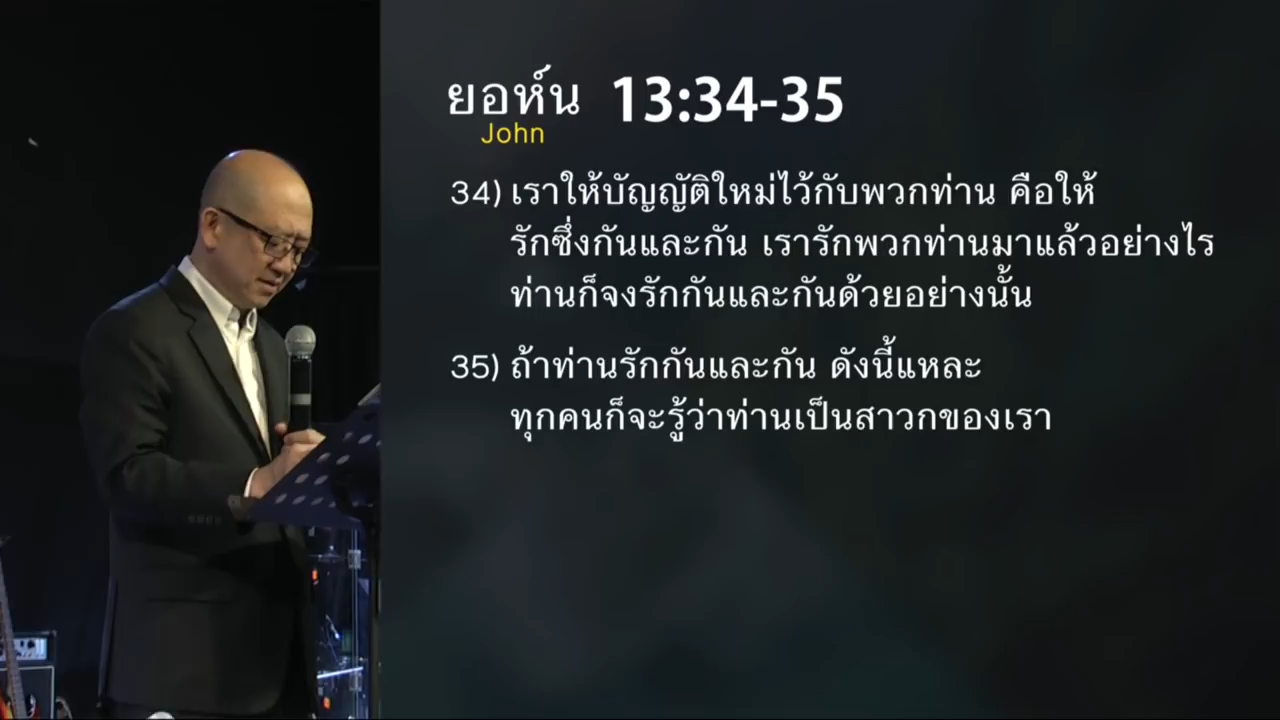 ยอห์น 13:34-35
John
34) เราให้บัญญัติใหม่ไว้กับพวกท่าน คือให้
รักซึ่งกันและกัน เรารักพวกท่านมาแล้วอย่างไร
ท่านก็จงรักกันและกันด้วยอย่างนั้น
35) ถ้าท่านรักกันและกัน ดังนี้แหละ
ทุกคนก็จะรู้ว่าท่านเป็นสาวกของเรา